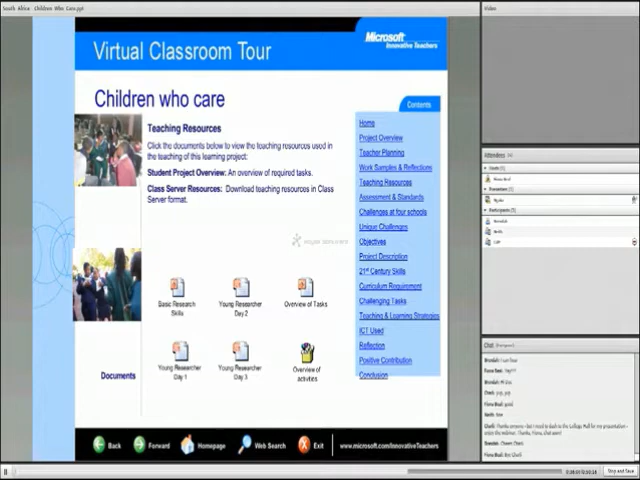 South Africa Children Who Care.ppt
Video
Virtual Classroom Tour
Microsoft
Innovative Teachers
Children who care
Contents
Teaching Resources
Click the documents below to view the teaching resources used in
the teaching of this learning project:
Student Project Overview: An overview of required tasks.
Class Server Resources: Download teaching resources in Class
Server format.
Home
Project Overview
Teacher Planning
Work Samples & Reflections
Teaching Resources
Assessment & Standards
Challenges at four schools
Unique Challenges
Objectives
Project Description
21st Century Skills
Curriculum Requirement
Challenging Tasks
Teaching & Learning Strategies
ICT Used
Reflection
Positive Contribution
Conclusion
Basic Research
Skills
Young Researcher
Day 2
Overview of Tasks
Young Researcher
Day 1
Young Researcher
Day 3
Overview of
activities
Documents
Back
Forward
Homepage
Web Search
Exit
www.microsoft.com/InnovativeTeachers
Attendees
Chat
Stop and Save